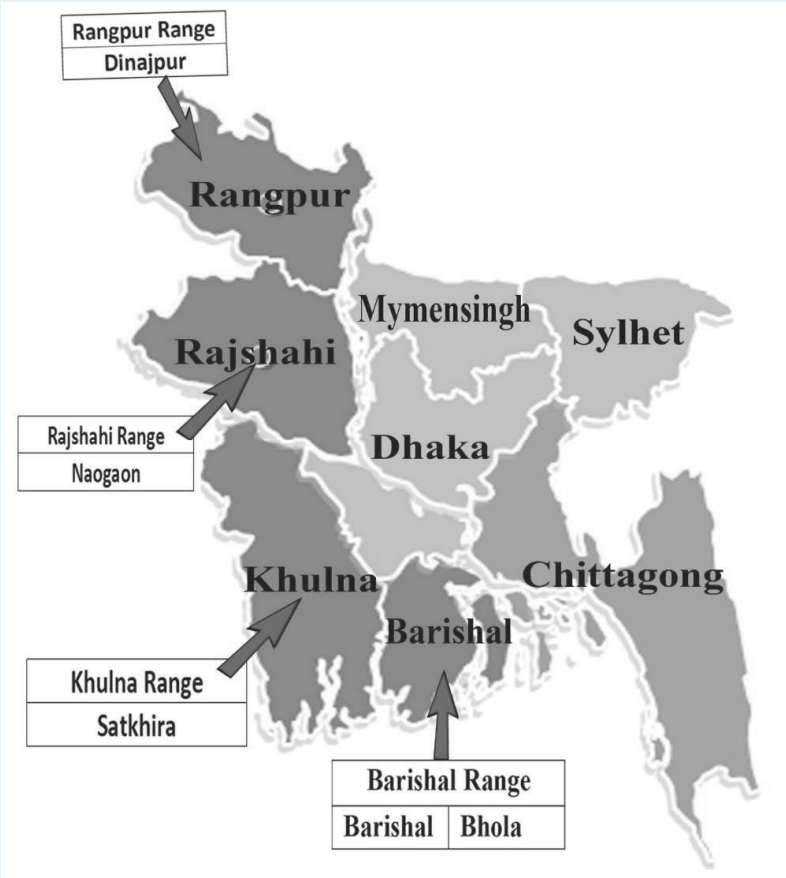 Rangpur Range
Dinajpur
Rangpur
Mymensingh
Sylhet
Rajshahi
Rajshahi Range
Naogaon
Dhaka
Khulna
Chittagong
Barishal
Khulna Range
Satkhira
Barishal Range
Barishal Bhola